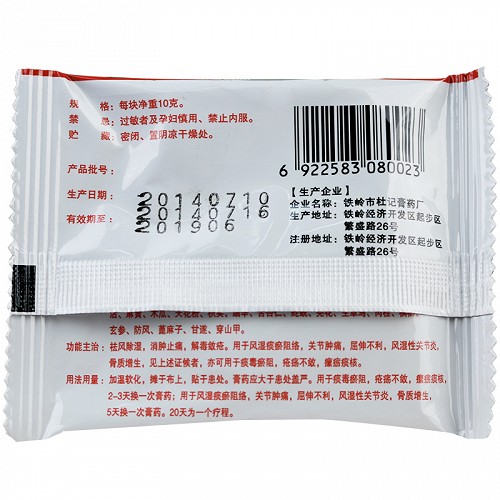 规 格：每块净重10克。
禁 忌：过敏者及孕妇慎用、禁止内服。
贮 藏：密闭、置阴凉干燥处。
产品批号：20140710
生产日期：20140716
有效期至：201906
6 922583 080023
【生产企业】
企业名称：铁岭市杜记膏药厂
生产地址：铁岭经济开发区起步区
繁盛路26号
注册地址：铁岭经济开发区起步区
繁盛路26号
玄参、防风、蓖麻子、甘遂、穿山甲。
功能主治：祛风除湿，消肿止痛，解毒敛疮。用于风湿痰瘀阻络，关节肿痛，屈伸不利，风湿性关节炎，
骨质增生，见上述证候者，亦可用于痰毒瘀阻，疮疡不敛，瘰疬痰核。
用法用量：加温软化，摊于布上，贴于患处。膏药应大于患处盖严。用于痰毒瘀阻，疮疡不敛，瘰疬痰核，
2-3天换一次膏药；用于风湿痰瘀阻络，关节肿痛，屈伸不利，风湿性关节炎，骨质增生，
5天换一次膏药。20天为一个疗程。